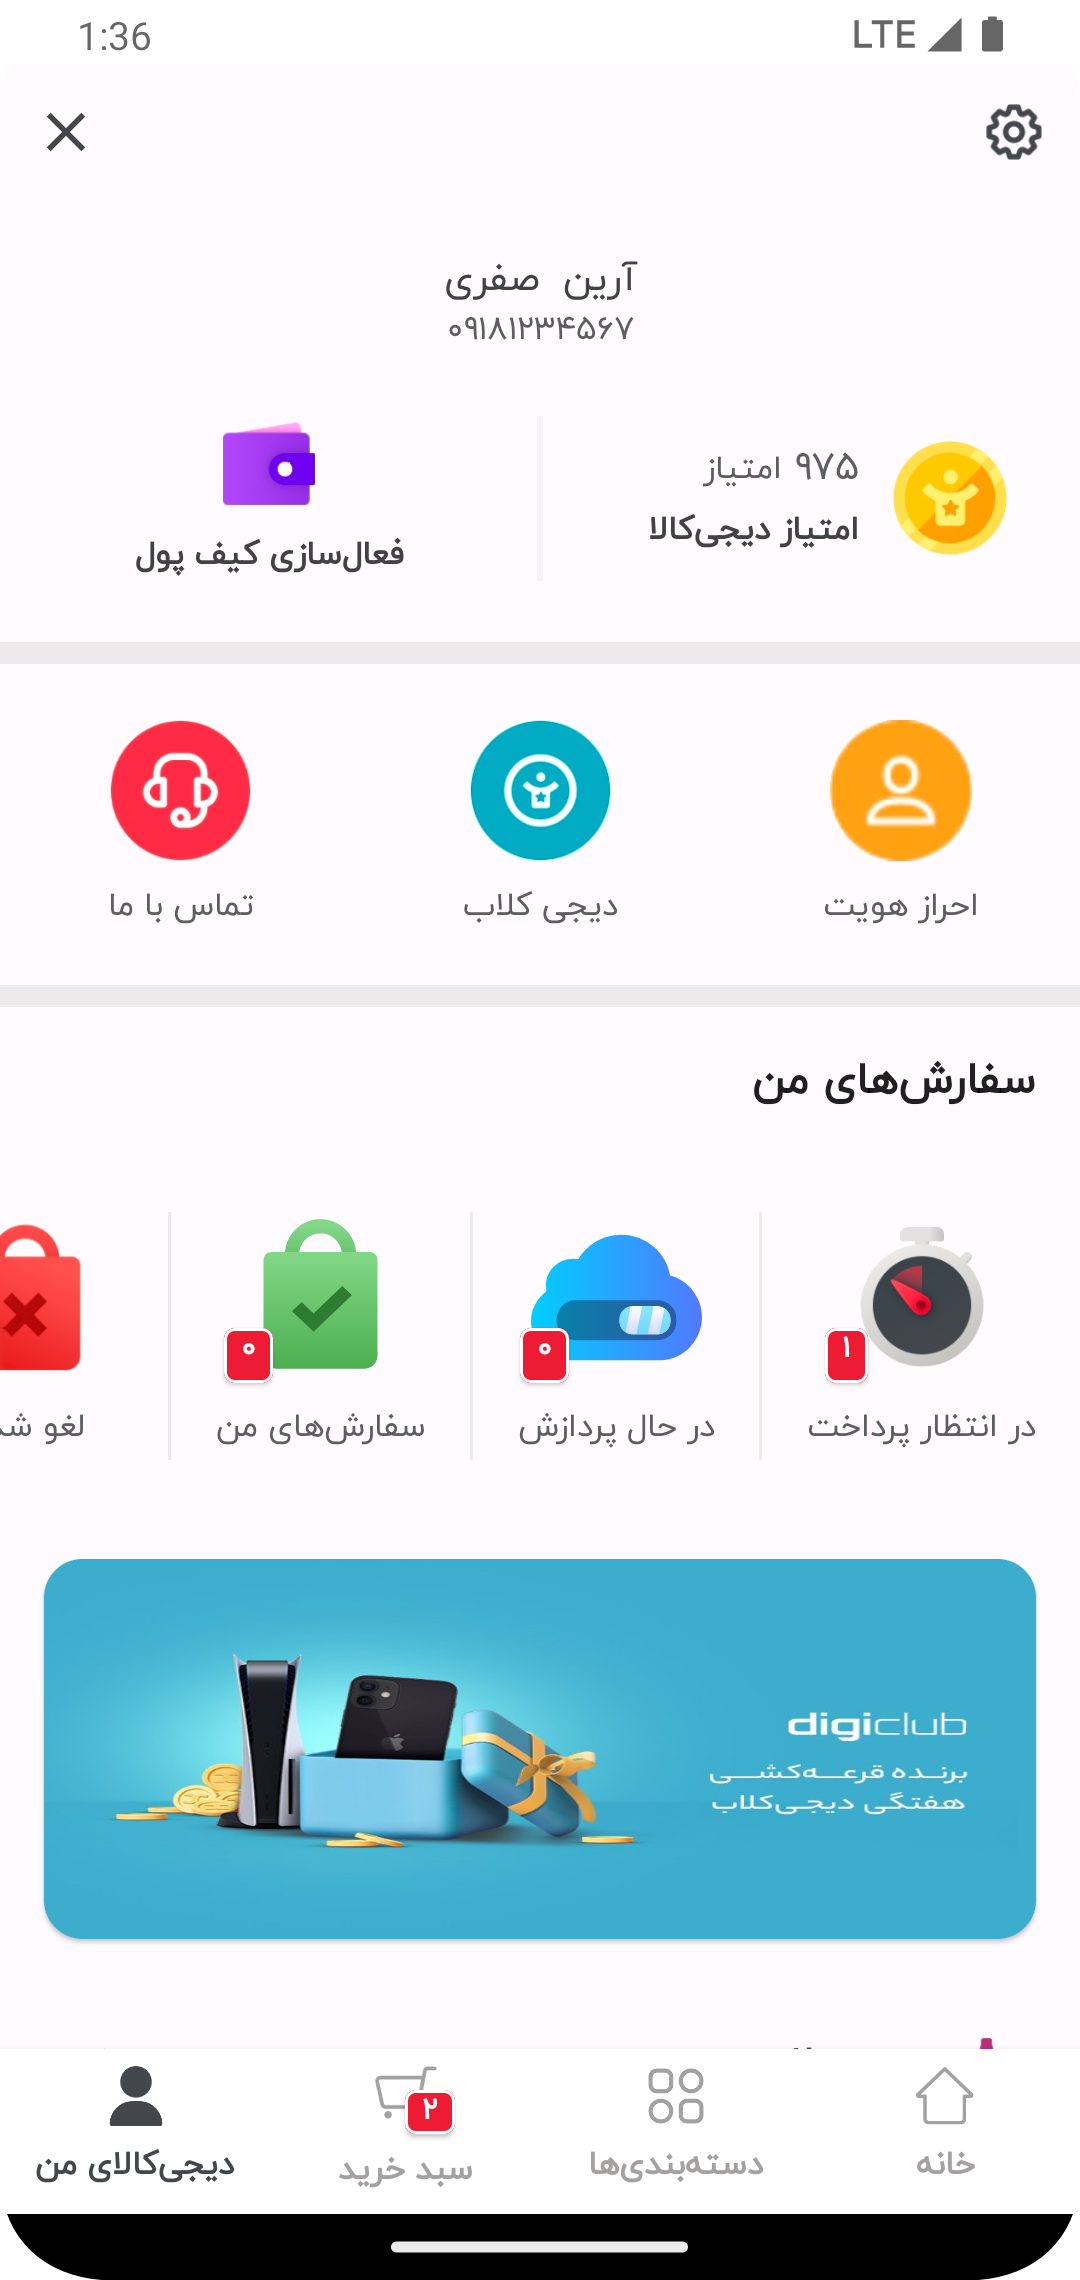 1:36
LTE
آرین صفری
۰۹۱۸۱۲۳۴۵۶۷
۹۷۵ امتیاز
امتیاز دیجی‌کالا
فعال‌سازی کیف پول
احراز هویت
دیجی کلاب
تماس با ما
سفارش‌های من
۱
۰
۰
در انتظار پرداخت
در حال پردازش
سفارش‌های من
لغو شد
digiclub
برنده قرعه‌کشی
هفتگی دیجی‌کلاب
۲
خانه
دسته‌بندی‌ها
سبد خرید
دیجی‌کالای من